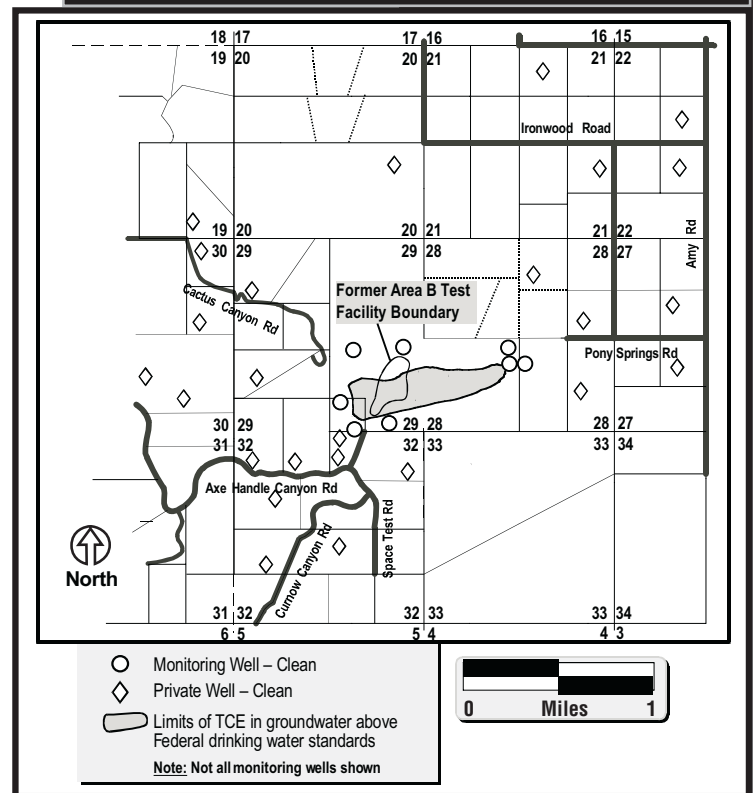 18 17
17 16
16 15
19 20
20 21
21 22
Ironwood Road
Amy Rd
19 20
20 21
21 22
30 29
29 28
28 27
Cactus Canyon Rd
Former Area B Test
Facility Boundary
Pony Springs Rd
30 29
29 28
28 27
31 32
32 33
33 34
Axe Handle Canyon Rd
Space Test Rd
Curnow Canyon Rd
North
31 32
32 33
33 34
6 5
5 4
4 3
Monitoring Well – Clean
Private Well – Clean
Limits of TCE in groundwater above
Federal drinking water standards
Note: Not all monitoring wells shown
0 Miles 1